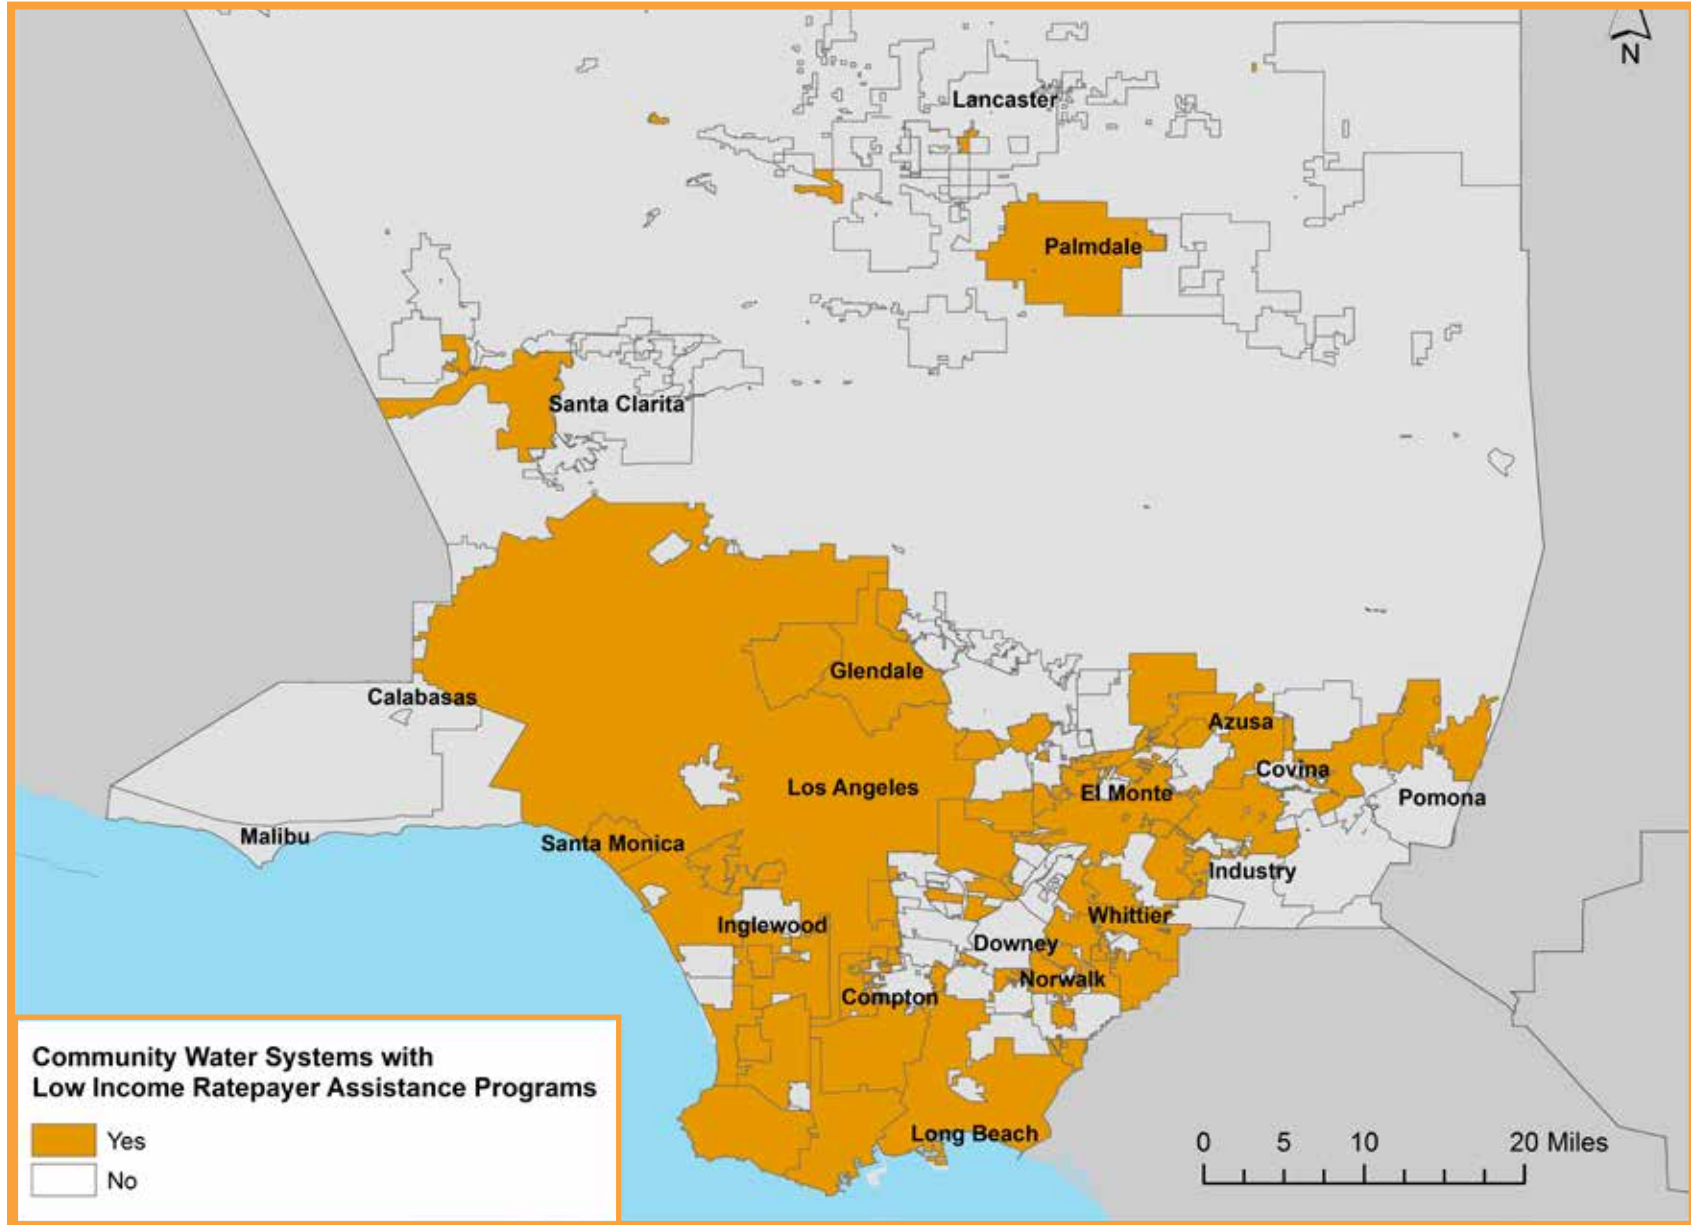 N
Lancaster
Palmdale
Santa Clarita
Glendale
Calabasas
Azusa
Covina
Los Angeles
El Monte
Pomona
Malibu
Santa Monica
Industry
Inglewood
Whittier
Downey
Norwalk
Compton
Long Beach
Community Water Systems with
Low Income Ratepayer Assistance Programs
Yes
No
0 5 10 20 Miles